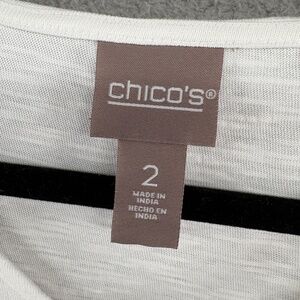 chico's®
2
MADE IN
INDIA
HECHO EN
INDIA